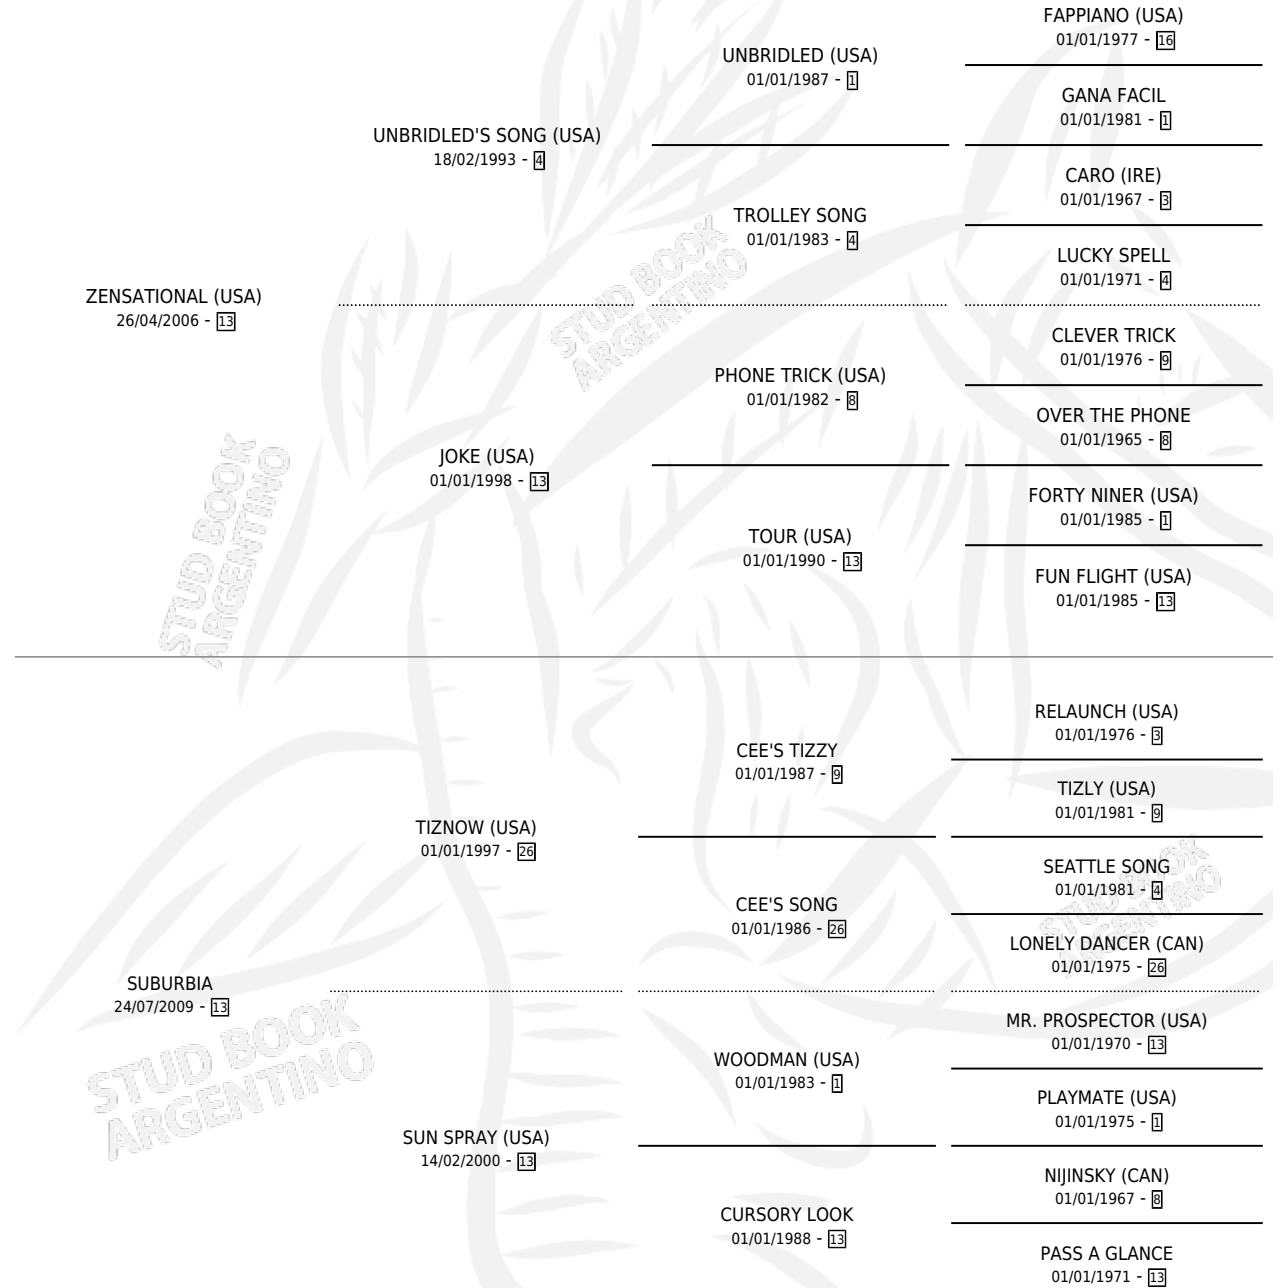 FAPPIANO (USA)
01/01/1977 - 16
UNBRIDLED (USA)
01/01/1987 - 1
GANA FACIL
01/01/1981 - 1
UNBRIDLED'S SONG (USA)
18/02/1993 - 4
CARO (IRE)
01/01/1967 - 3
TROLLEY SONG
01/01/1983 - 4
LUCKY SPELL
01/01/1971 - 4
ZENSATIONAL (USA)
26/04/2006 - 13
STUD BOOK
ARGENTINO
CLEVER TRICK
01/01/1976 - 9
PHONE TRICK (USA)
01/01/1982 - 8
OVER THE PHONE
01/01/1965 - 8
JOKE (USA)
01/01/1998 - 13
FORTY NINER (USA)
01/01/1985 - 1
TOUR (USA)
01/01/1990 - 13
FUN FLIGHT (USA)
01/01/1985 - 13
STUD BOOK
ARGENTINO
RELAUNCH (USA)
01/01/1976 - 3
CEE'S TIZZY
01/01/1987 - 9
TIZLY (USA)
01/01/1981 - 9
TIZNOW (USA)
01/01/1997 - 26
SEATTLE SONG
01/01/1981 - 4
CEE'S SONG
01/01/1986 - 26
LONELY DANCER (CAN)
01/01/1975 - 26
STUD BOOK
ARGENTINO
SUBURBIA
24/07/2009 - 13
MR. PROSPECTOR (USA)
01/01/1970 - 13
WOODMAN (USA)
01/01/1983 - 1
PLAYMATE (USA)
01/01/1975 - 1
STUD BOOK
ARGENTINO
SUN SPRAY (USA)
14/02/2000 - 13
NIJINSKY (CAN)
01/01/1967 - 8
CURSORY LOOK
01/01/1988 - 13
PASS A GLANCE
01/01/1971 - 13